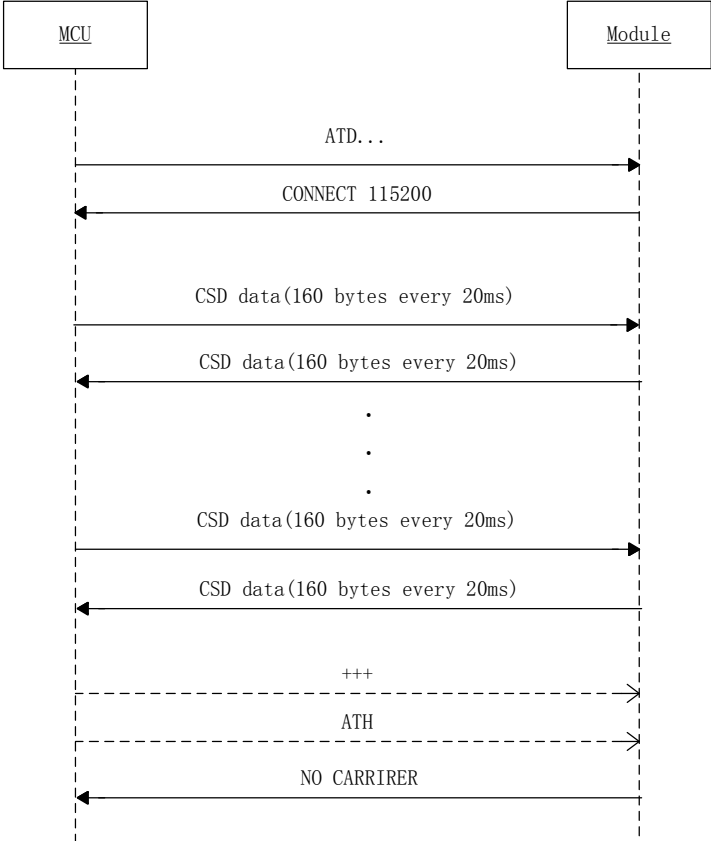 MCU
Module
ATD...
CONNECT 115200
CSD data(160 bytes every 20ms)
CSD data(160 bytes every 20ms)
.
.
.
CSD data(160 bytes every 20ms)
CSD data(160 bytes every 20ms)
+++
ATH
NO CARRIRER